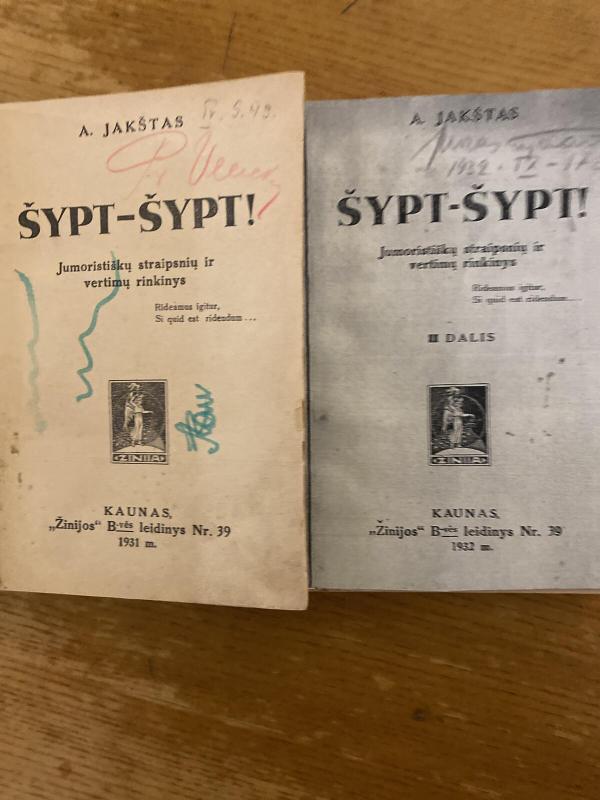 A. JAKŠTAS
ŠYPT–ŠYPT!
Jumoristiškų straipsnių ir
vertimų rinkinys
Rideamus igitur,
Si quid est ridendum...
ŽINIJA
KAUNAS,
„Žinijos“ B-vės leidinys Nr. 39
1931 m.
A. JAKŠTAS
1932
ŠYPT-ŠYPT!
Jumoristiškų straipsnių ir
vertimų rinkinys
Rideamus igitur,
Si quid est ridendum...
II DALIS
ŽINIJA
KAUNAS,
„Žinijos“ B-vės leidinys Nr. 39
1932 m.